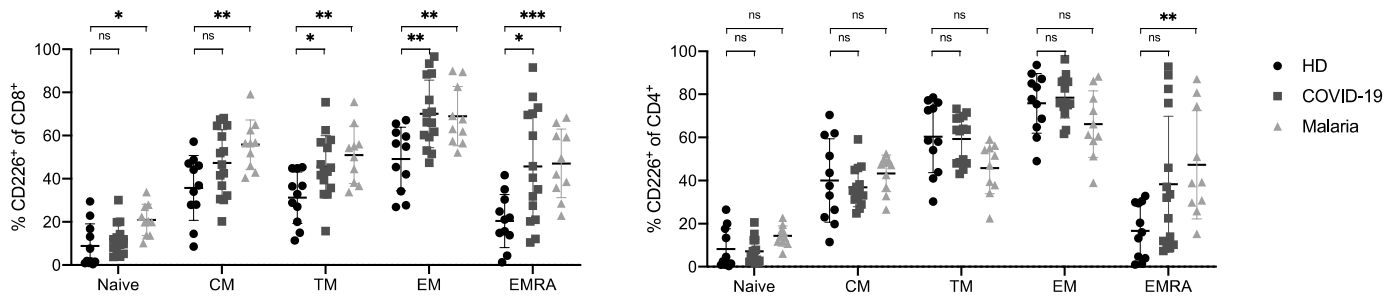 * ** ** ** ***
ns ns * ** *
% CD226⁺ of CD8⁺
100
80
60
40
20
0
Naive CM TM EM EMRA
ns ns ns ns **
ns ns ns ns ns
% CD226⁺ of CD4⁺
100
80
60
40
20
0
Naive CM TM EM EMRA
HD
COVID-19
Malaria